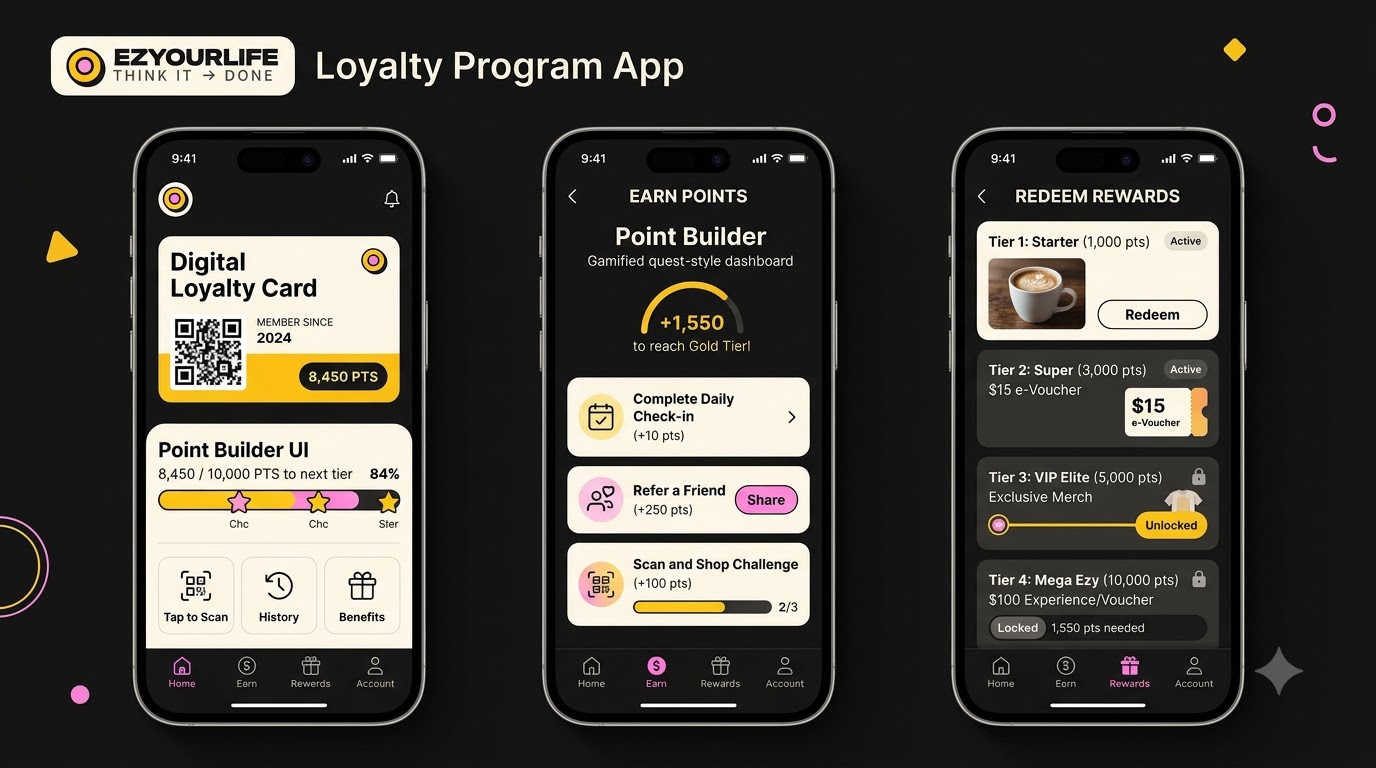 EZYOURLIFE
THINK IT → DONE
Loyalty Program App
9:41
Digital
Loyalty Card
MEMBER SINCE
2024
8,450 PTS
Point Builder UI
8,450 / 10,000 PTS to next tier 84%
Chc Chc Ster
Tap to Scan History Benefits
Home Eorn Rewords Account
9:41
EARN POINTS
Point Builder
Gamified quest-style dashboard
+1,550
to reach Gold Tier!
Complete Daily
Check-in
(+10 pts)
Refer a Friend
(+250 pts)
Share
Scan and Shop Challenge
(+100 pts)
2/3
Home Earn Rewords Account
9:41
REDEEM REWARDS
Tier 1: Starter (1,000 pts) Active
Redeem
Tier 2: Super (3,000 pts) Active
$15 e-Voucher
$15
e-Voucher
Tier 3: VIP Elite (5,000 pts)
Exclusive Merch
Unlocked
Tier 4: Mega Ezy (10,000 pts)
$100 Experience/Voucher
Locked 1,550 pts needed
Home Eorn Rewards Account